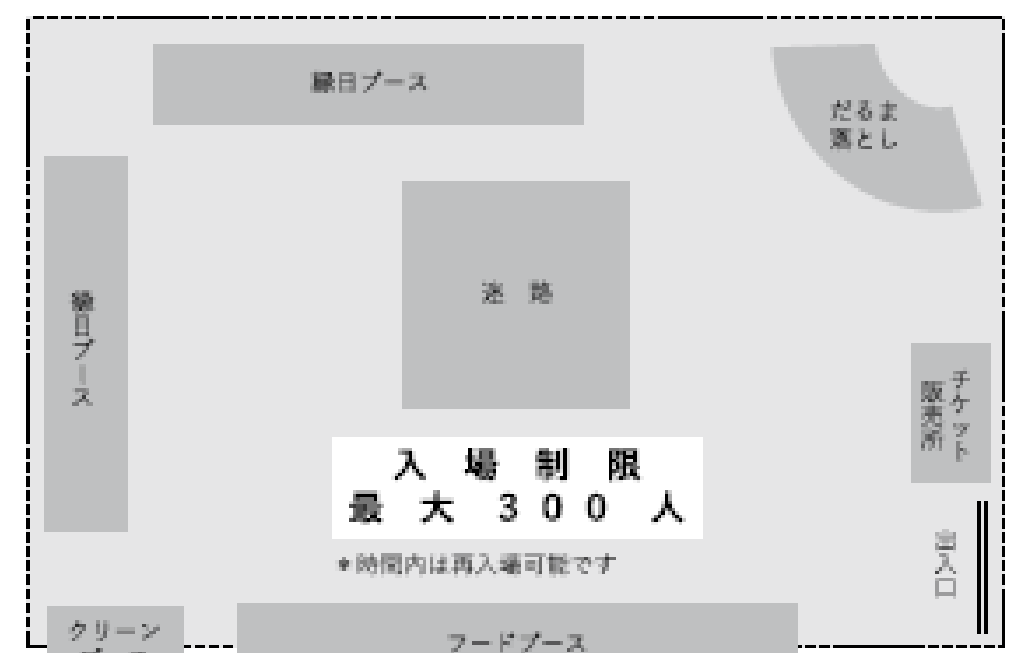 縁日ブース
だるま
落とし
縁日ブース
迷 路
チケット
販売所
入 場 制 限
最 大 3 0 0 人
*時間内は再入場可能です
出入口
クリーン
フードブース